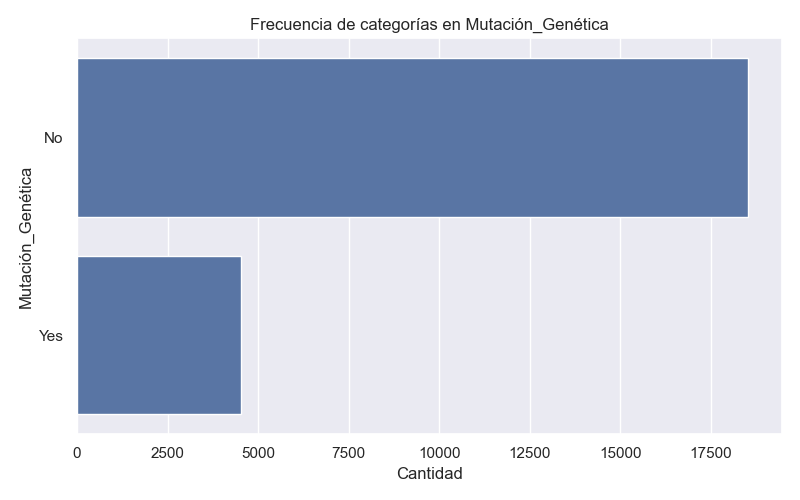 Frecuencia de categorías en Mutación_Genética
Mutación_Genética
No
Yes
0 2500 5000 7500 10000 12500 15000 17500
Cantidad